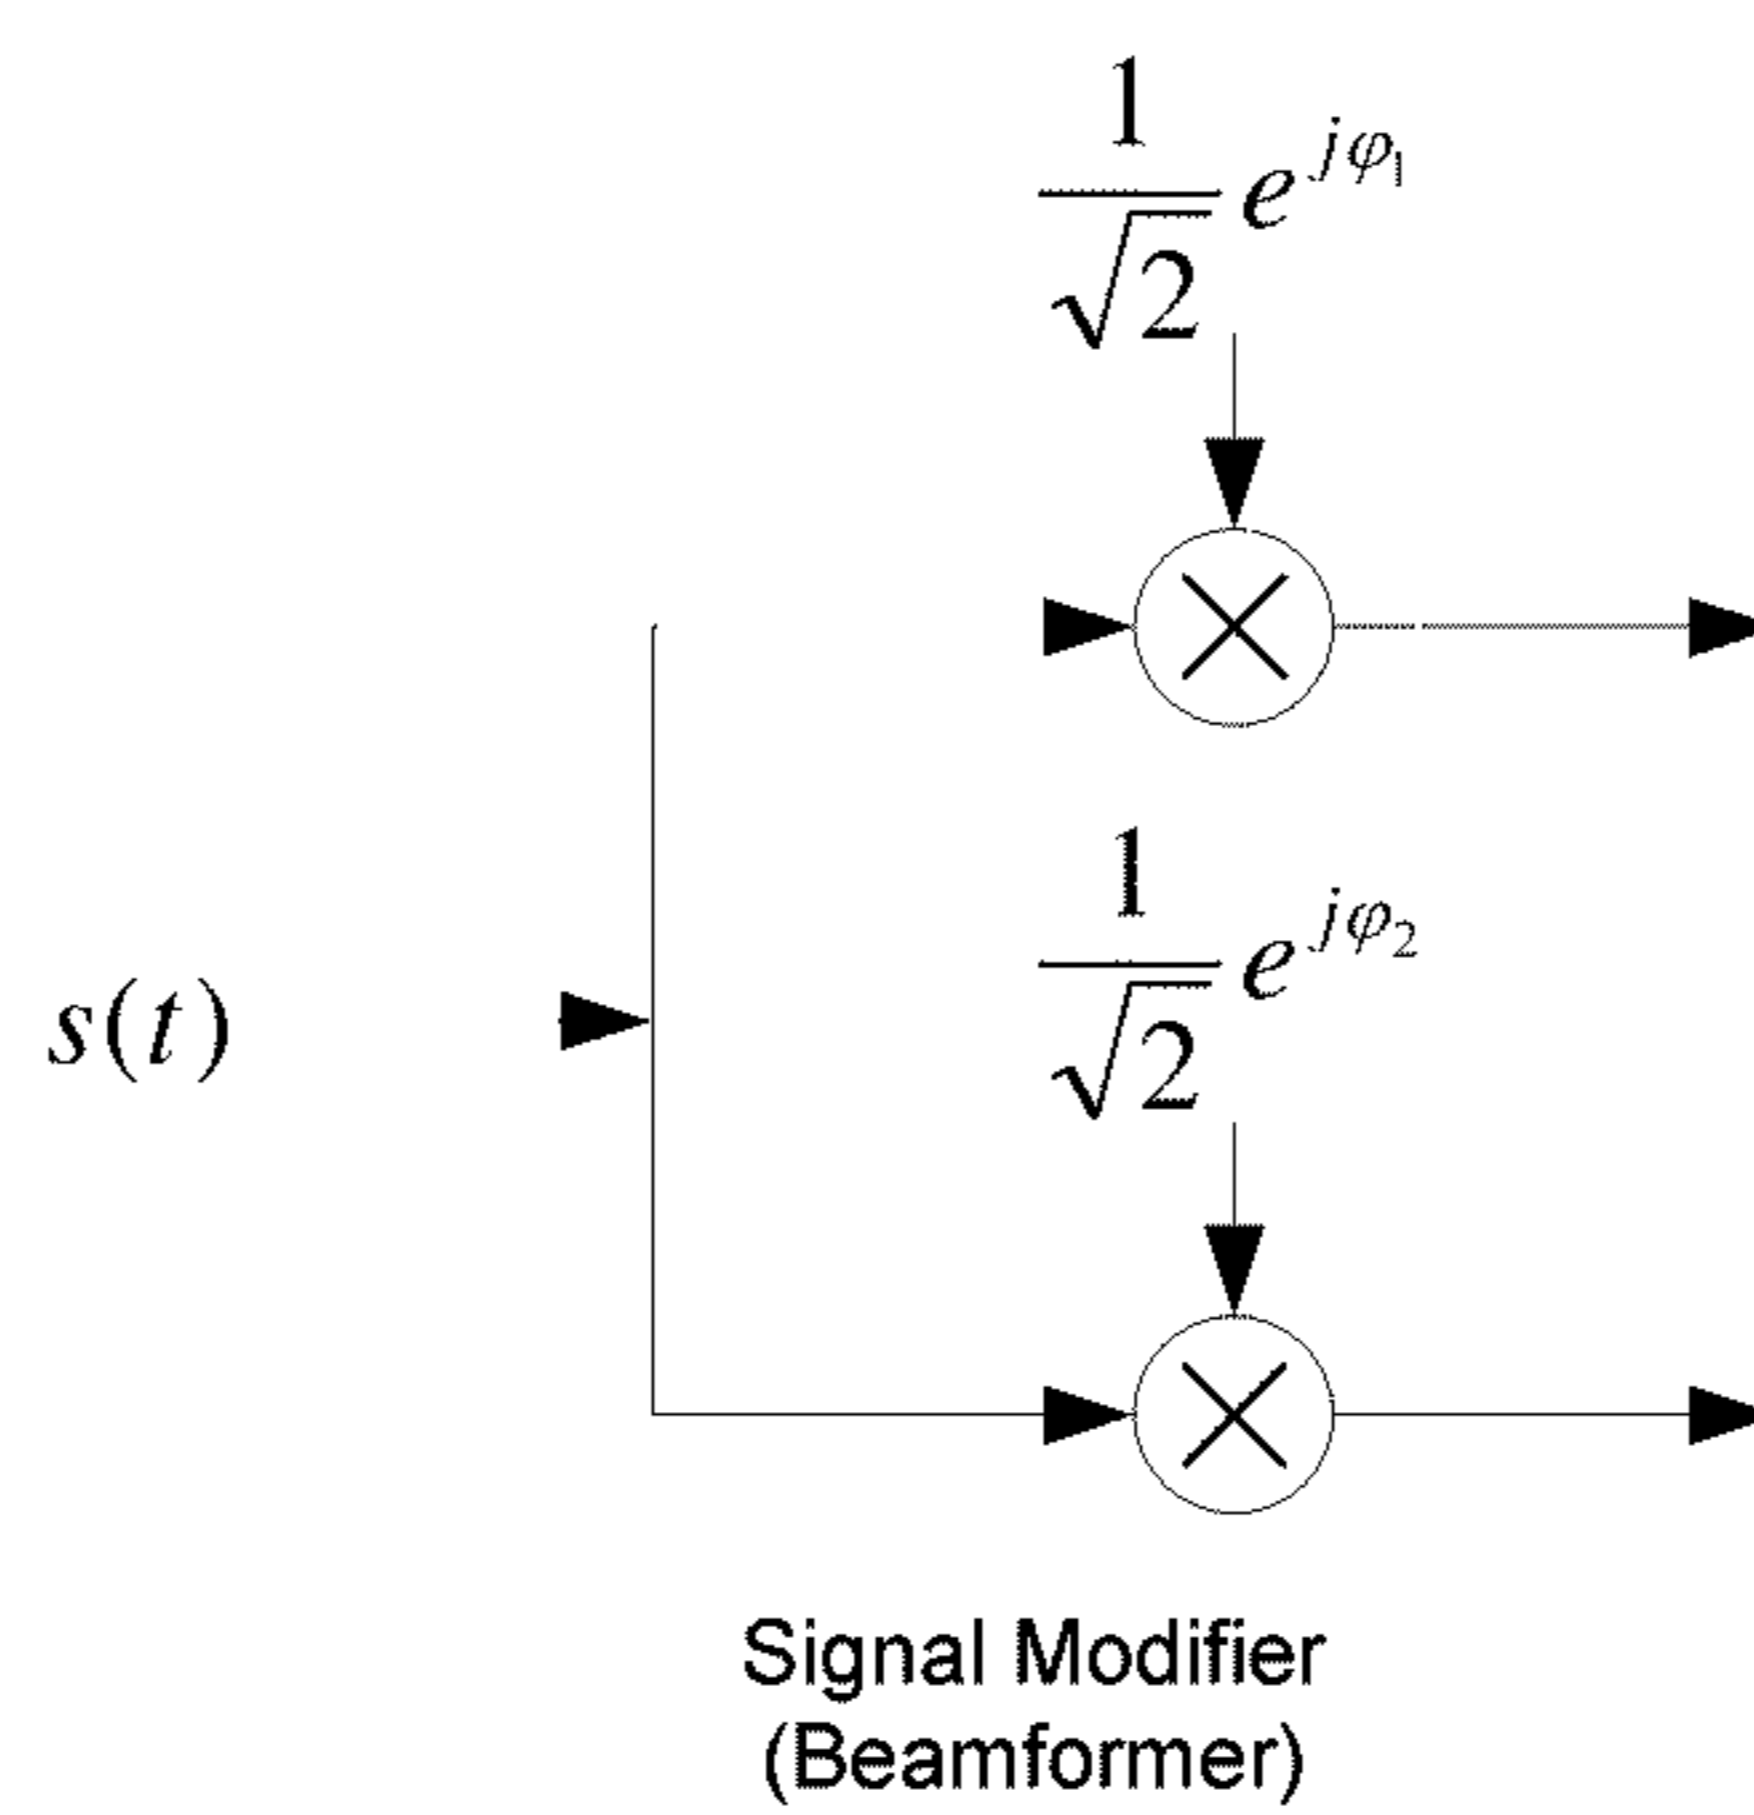 1/√2 e^{jφ₁}
1/√2 e^{jφ₂}
s(t)
Signal Modifier
(Beamformer)